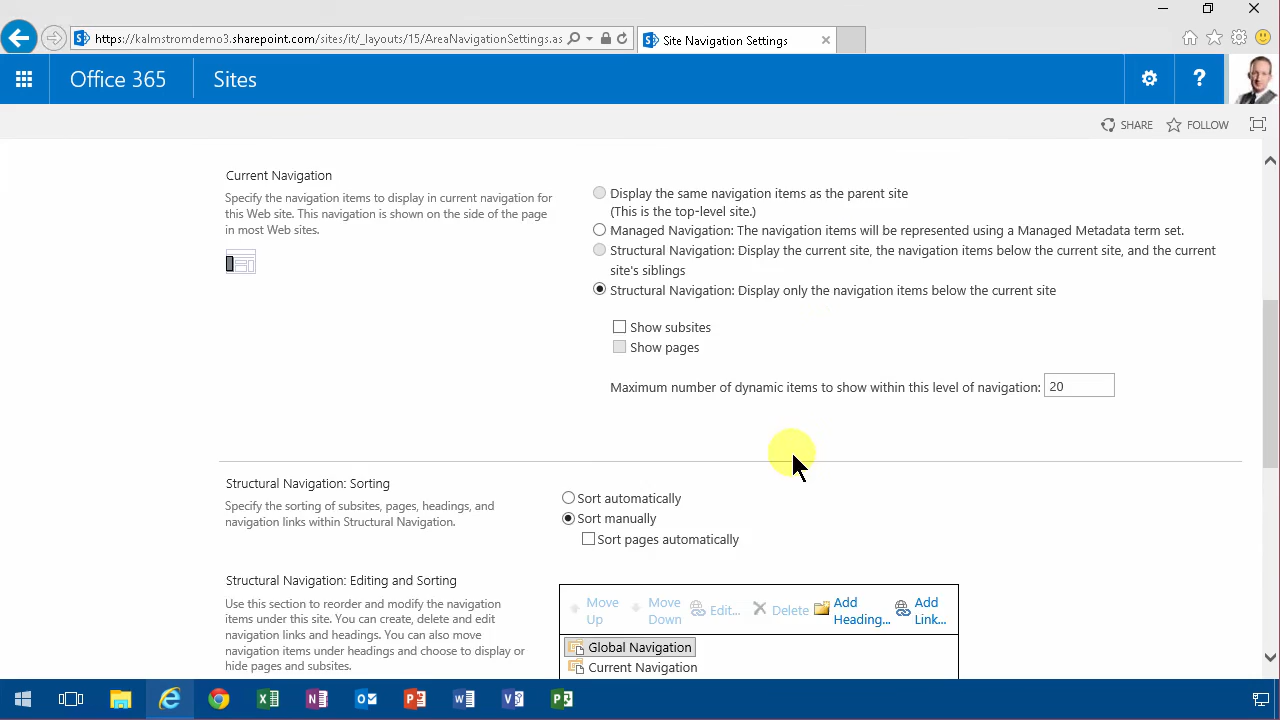 https://kalmstromdemo3.sharepoint.com/sites/it/_layouts/15/AreaNavigationSettings.as
Site Navigation Settings
Office 365
Sites
?
SHARE
FOLLOW
Current Navigation
Specify the navigation items to display in current navigation for
this Web site. This navigation is shown on the side of the page
in most Web sites.
Display the same navigation items as the parent site
(This is the top-level site.)
Managed Navigation: The navigation items will be represented using a Managed Metadata term set.
Structural Navigation: Display the current site, the navigation items below the current site, and the current
site's siblings
Structural Navigation: Display only the navigation items below the current site
Show subsites
Show pages
Maximum number of dynamic items to show within this level of navigation: 20
Structural Navigation: Sorting
Specify the sorting of subsites, pages, headings, and
navigation links within Structural Navigation.
Sort automatically
Sort manually
Sort pages automatically
Structural Navigation: Editing and Sorting
Use this section to reorder and modify the navigation
items under this site. You can create, delete and edit
navigation links and headings. You can also move
navigation items under headings and choose to display or
hide pages and subsites.
Move Up
Move Down
Edit...
Delete
Add Heading...
Add Link...
Global Navigation
Current Navigation